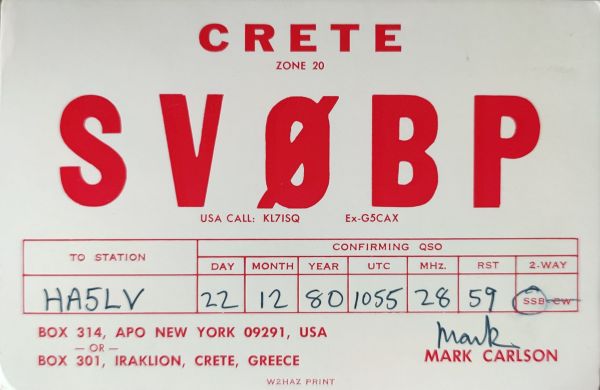 CRETE
ZONE 20
SVØBP
USA CALL: KL7ISQ Ex-G5CAX
CONFIRMING QSO
TO STATION DAY MONTH YEAR UTC MHz. RST 2-WAY
HA5LV 22 12 80 1055 28 59 SSB-CW
BOX 314, APO NEW YORK 09291, USA
— OR —
BOX 301, IRAKLION, CRETE, GREECE
Mark
MARK CARLSON
W2HAZ PRINT